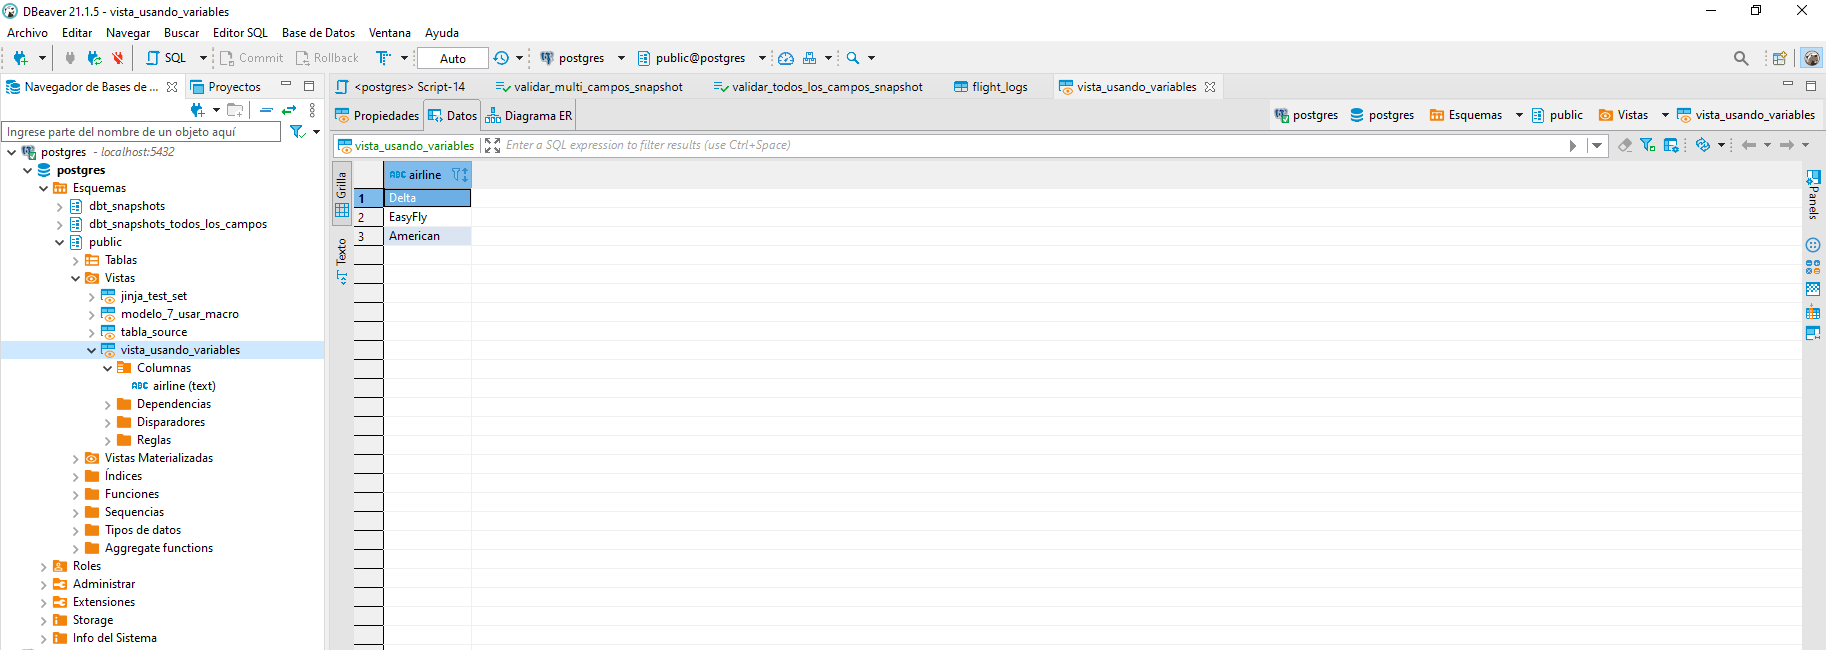 DBeaver 21.1.5 - vista_usando_variables
Archivo Editar Navegar Buscar Editor SQL Base de Datos Ventana Ayuda
SQL Commit Rollback Auto postgres public@postgres
Navegador de Bases de ... Proyectos
<postgres> Script-14 validar_multi_campos_snapshot validar_todos_los_campos_snapshot flight_logs vista_usando_variables
Propiedades Datos Diagrama ER postgres postgres Esquemas public Vistas vista_usando_variables
Ingrese parte del nombre de un objeto aquí
vista_usando_variables Enter a SQL expression to filter results (use Ctrl+Space)
postgres - localhost:5432
postgres
Esquemas
dbt_snapshots
dbt_snapshots_todos_los_campos
public
Tablas
Vistas
jinja_test_set
modelo_7_usar_macro
tabla_source
vista_usando_variables
Columnas
ABC airline (text)
Dependencias
Disparadores
Reglas
Vistas Materializadas
Índices
Funciones
Sequencias
Tipos de datos
Aggregate functions
Roles
Administrar
Extensiones
Storage
Info del Sistema
Grilla
Texto
ABC airline
1 Delta
2 EasyFly
3 American
Panels